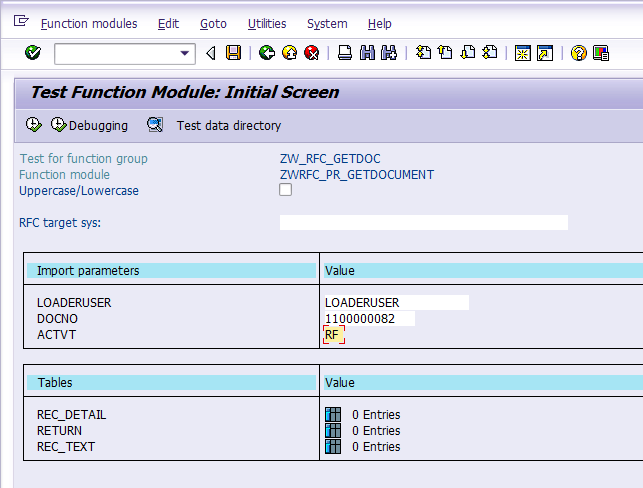 Function modules Edit Goto Utilities System Help
Test Function Module: Initial Screen
Debugging Test data directory
Test for function group ZW_RFC_GETDOC
Function module ZWRFC_PR_GETDOCUMENT
Uppercase/Lowercase
RFC target sys:
Import parameters Value
LOADERUSER LOADERUSER
DOCNO 1100000082
ACTVT RF
Tables Value
REC_DETAIL 0 Entries
RETURN 0 Entries
REC_TEXT 0 Entries